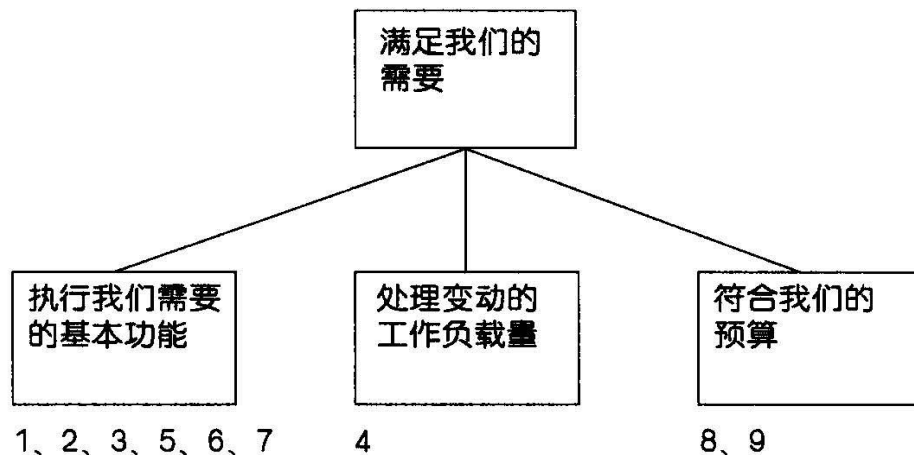 满足我们的
需要
执行我们需要
的基本功能
处理变动的
工作负载量
符合我们的
预算
1、2、3、5、6、7
4
8、9